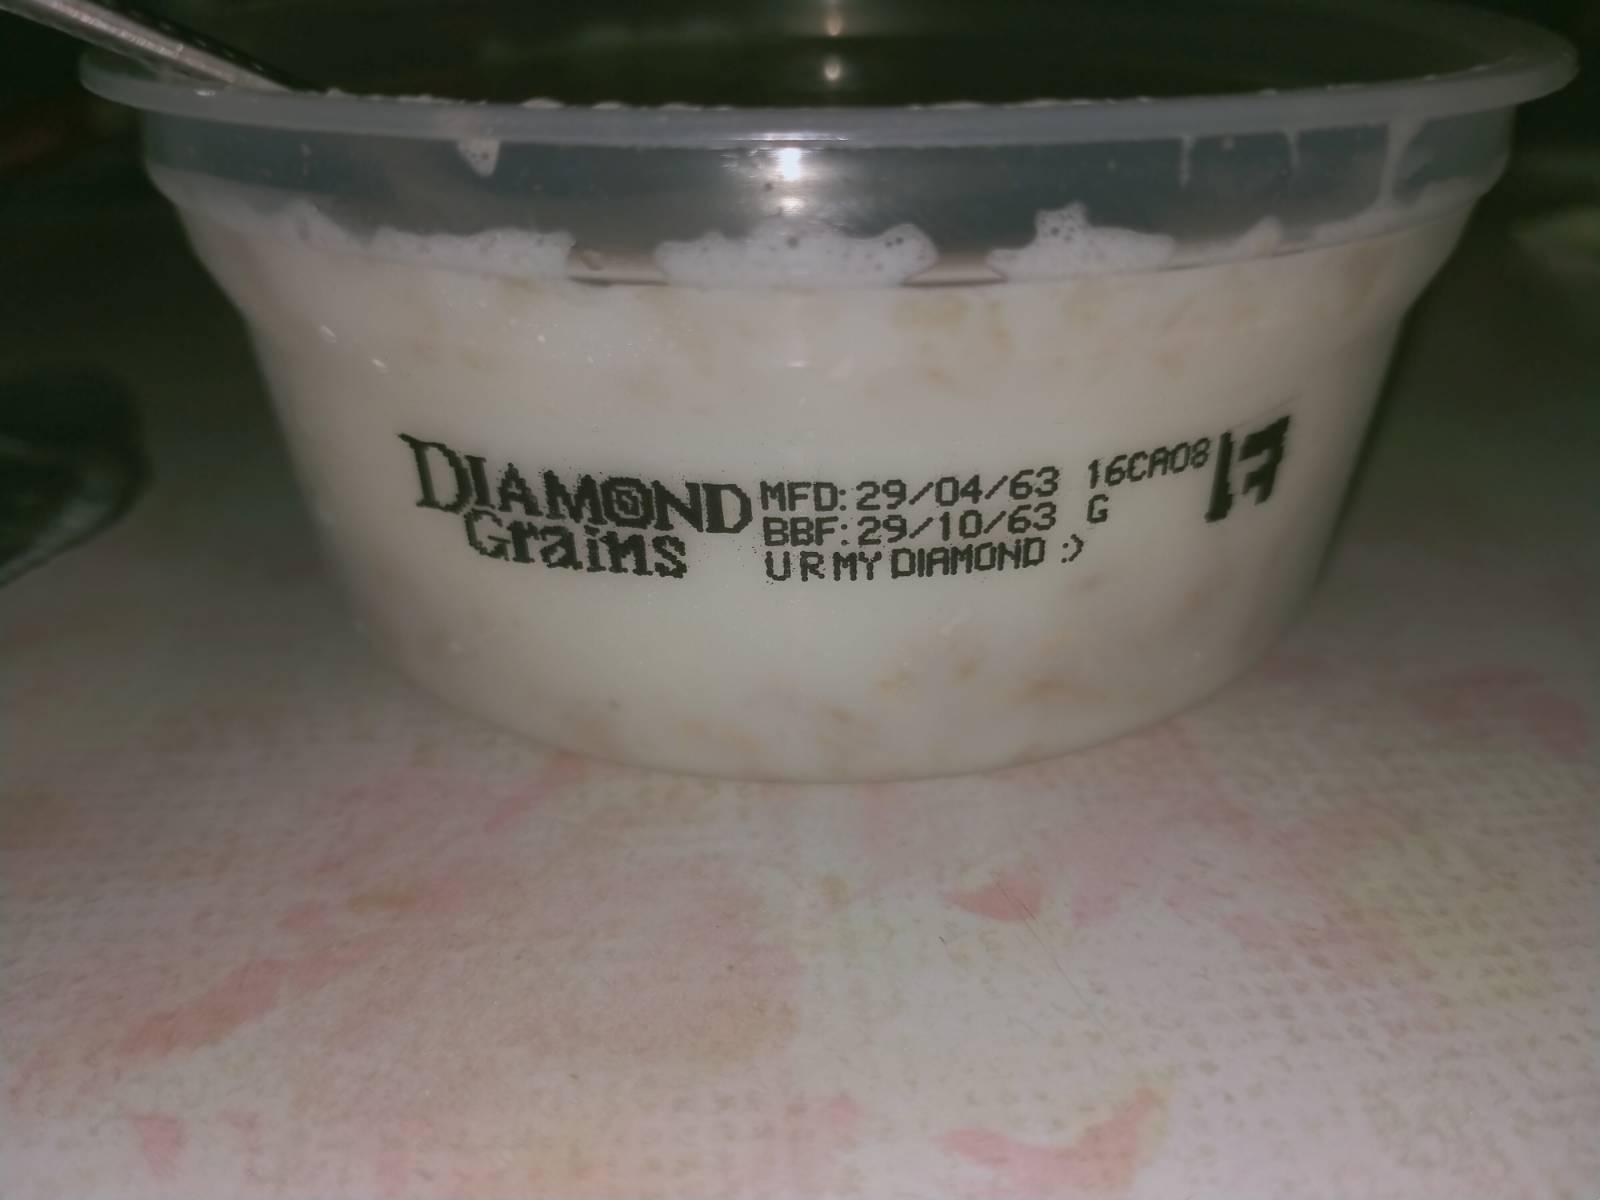 DIAMOND
Grains
MFD: 29/04/63 16CA08
BBF: 29/10/63 G
U R MY DIAMOND :)